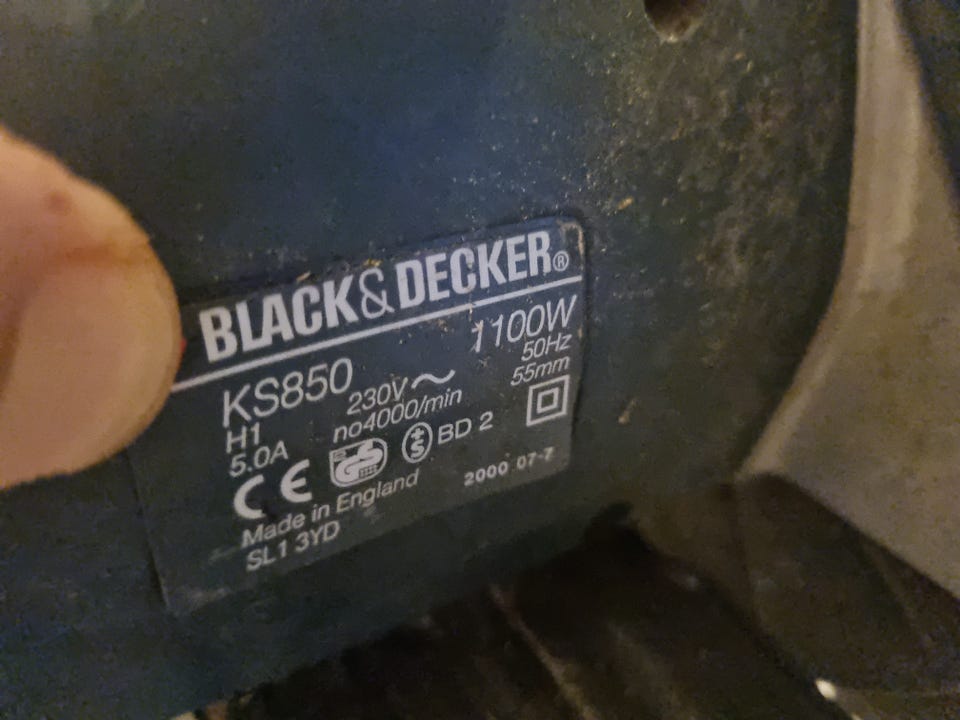 BLACK&DECKER®
KS850 1100W
H1 230V~ 50Hz
5.0A no4000/min 55mm
CE GS +S BD 2
Made in England 2000 07-7
SL1 3YD